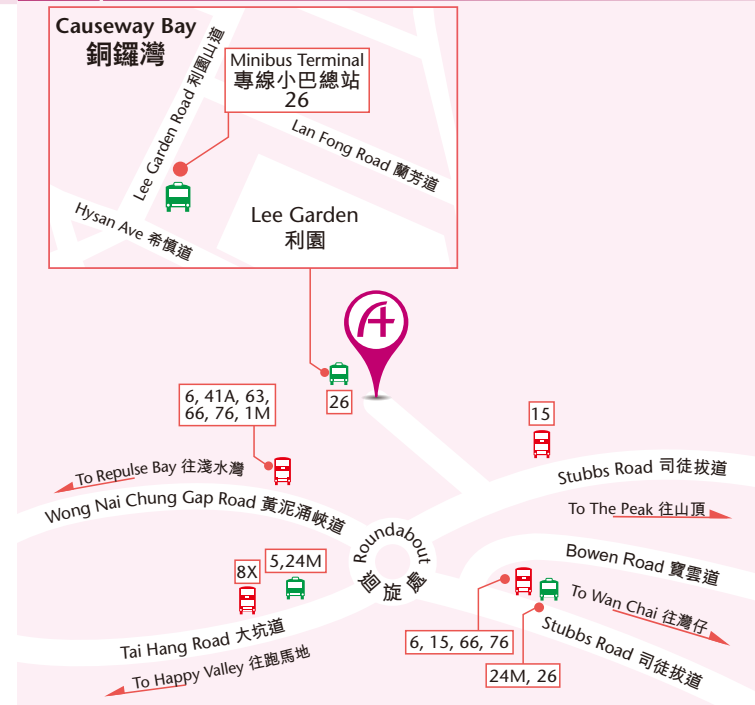 Causeway Bay
銅鑼灣
Minibus Terminal
專線小巴總站
26
Lee Garden Road 利園山道
Lan Fong Road 蘭芳道
Hysan Ave 希慎道
Lee Garden
利園
26
6, 41A, 63,
66, 76, 1M
15
To Repulse Bay 往淺水灣
Stubbs Road 司徒拔道
Wong Nai Chung Gap Road 黃泥涌峽道
To The Peak 往山頂
Roundabout
迴旋處
Bowen Road 寶雲道
8X
5,24M
To Wan Chai 往灣仔
6, 15, 66, 76
Stubbs Road 司徒拔道
Tai Hang Road 大坑道
24M, 26
To Happy Valley 往跑馬地